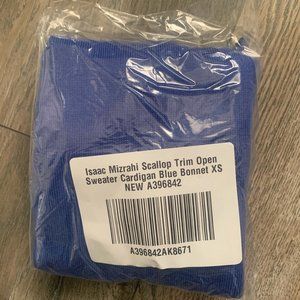 Isaac Mizrahi Scallop Trim Open
Sweater Cardigan Blue Bonnet XS
NEW A396842
A396842AK8671